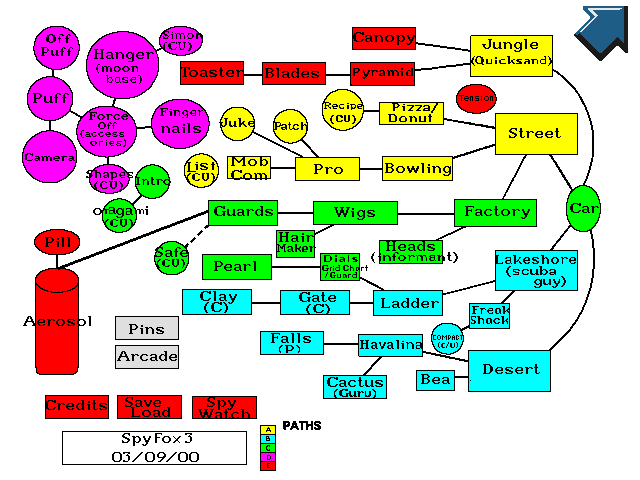 Off
Puff
Hanger
(moon
base)
Simon
(CU)
Canopy
Jungle
(Quicksand)
Toaster
Blades
Pyramid
Puff
Force
Off
(access
ories)
Finger
nails
Juke
Patch
Recipe
(CU)
Pizza/
Donut
Tension
Street
Camera
Shapes
(CU)
Intro
List
(CU)
Mob
Com
Pro
Bowling
Oragami
(CU)
Guards
Wigs
Factory
Car
Pill
Safe
(CU)
Hair
Maker
Heads
(informant)
Lakeshore
(scuba
guy)
Pearl
Dials
Grid Chart
/Guard
Clay
(C)
Gate
(C)
Ladder
Freak
Shack
Aerosol
Pins
Arcade
Falls
(P)
Havalina
COMPACT
(C/U)
Cactus
(Guru)
Bea
Desert
Credits
Save
Load
Spy
Watch
SpyFox3
03/09/00
PATHS
A
B
C
D
E